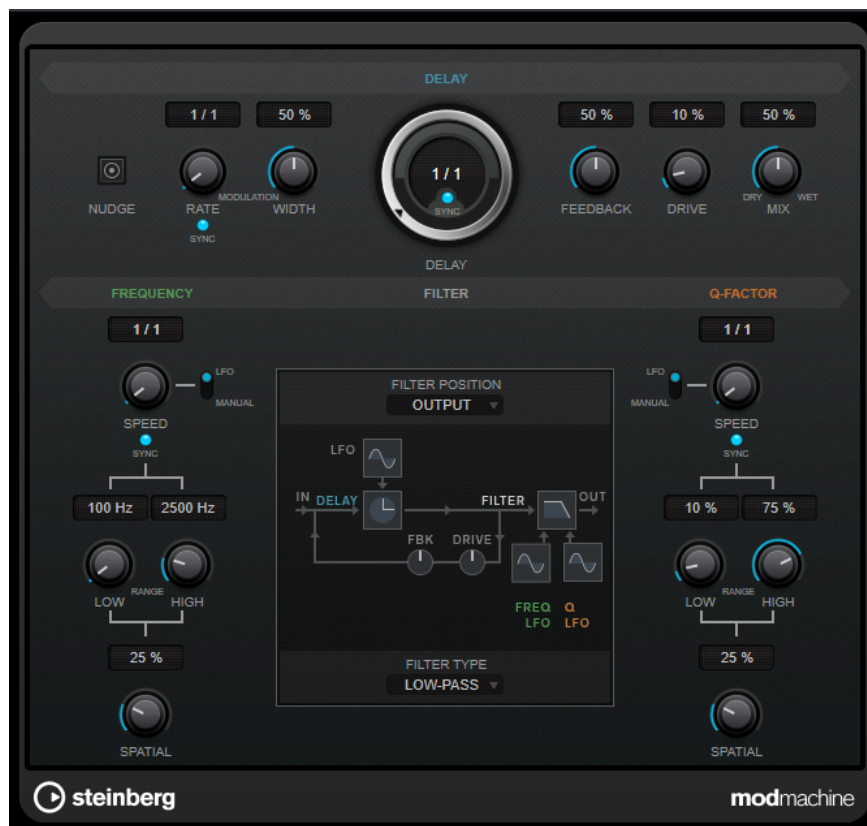 DELAY
1 / 1
50 %
50 %
10 %
50 %
1 / 1
SYNC
NUDGE
RATE
MODULATION
WIDTH
FEEDBACK
DRIVE
DRY
MIX
WET
SYNC
DELAY
FREQUENCY
FILTER
Q-FACTOR
1 / 1
1 / 1
LFO
MANUAL
LFO
MANUAL
SPEED
SYNC
SPEED
SYNC
FILTER POSITION
OUTPUT
LFO
IN
DELAY
FILTER
OUT
FBK
DRIVE
FREQ
LFO
Q
LFO
FILTER TYPE
LOW-PASS
100 Hz
2500 Hz
10 %
75 %
LOW
RANGE
HIGH
LOW
RANGE
HIGH
25 %
25 %
SPATIAL
SPATIAL
steinberg
modmachine